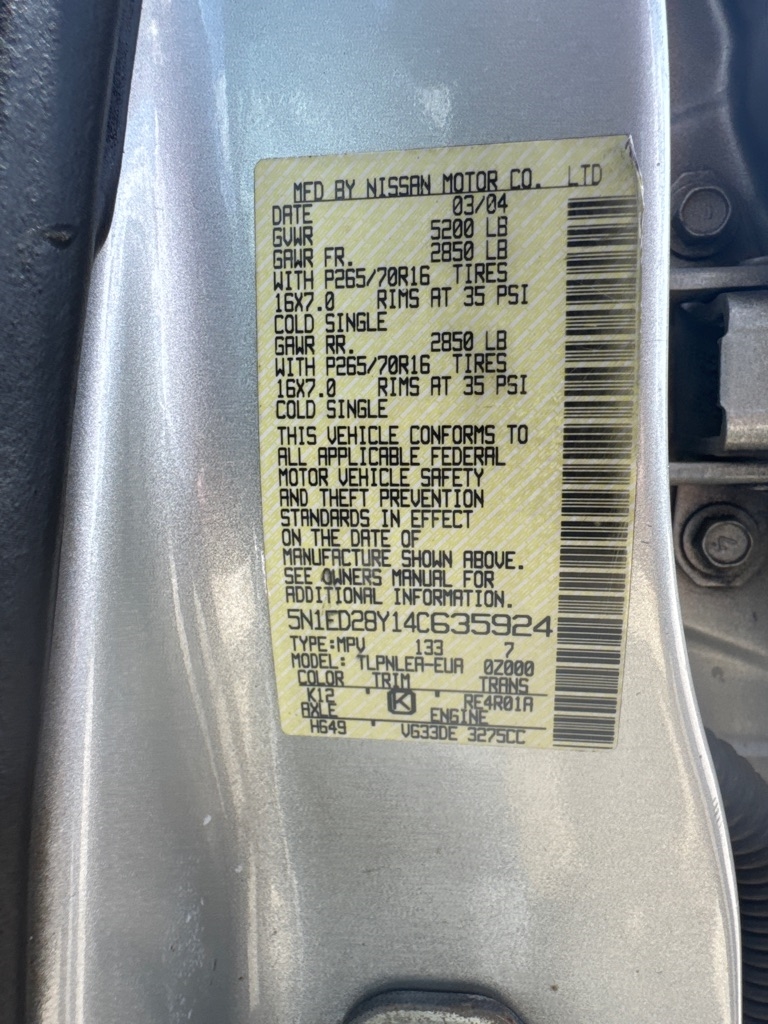 MFD BY NISSAN MOTOR CO. LTD
DATE 03/04
GVWR 5200 LB
GAWR FR. 2850 LB
WITH P265/70R16 TIRES
16X7.0 RIMS AT 35 PSI
COLD SINGLE
GAWR RR. 2850 LB
WITH P265/70R16 TIRES
16X7.0 RIMS AT 35 PSI
COLD SINGLE
THIS VEHICLE CONFORMS TO
ALL APPLICABLE FEDERAL
MOTOR VEHICLE SAFETY
AND THEFT PREVENTION
STANDARDS IN EFFECT
ON THE DATE OF
MANUFACTURE SHOWN ABOVE.
SEE OWNERS MANUAL FOR
ADDITIONAL INFORMATION.
5N1ED28Y14C635924
TYPE:MPV 133 7
MODEL: TLPNLEA-EUA 0Z000
COLOR TRIM TRANS
K12 K RE4R01A
AXLE ENGINE
H649 VG33DE 3275CC